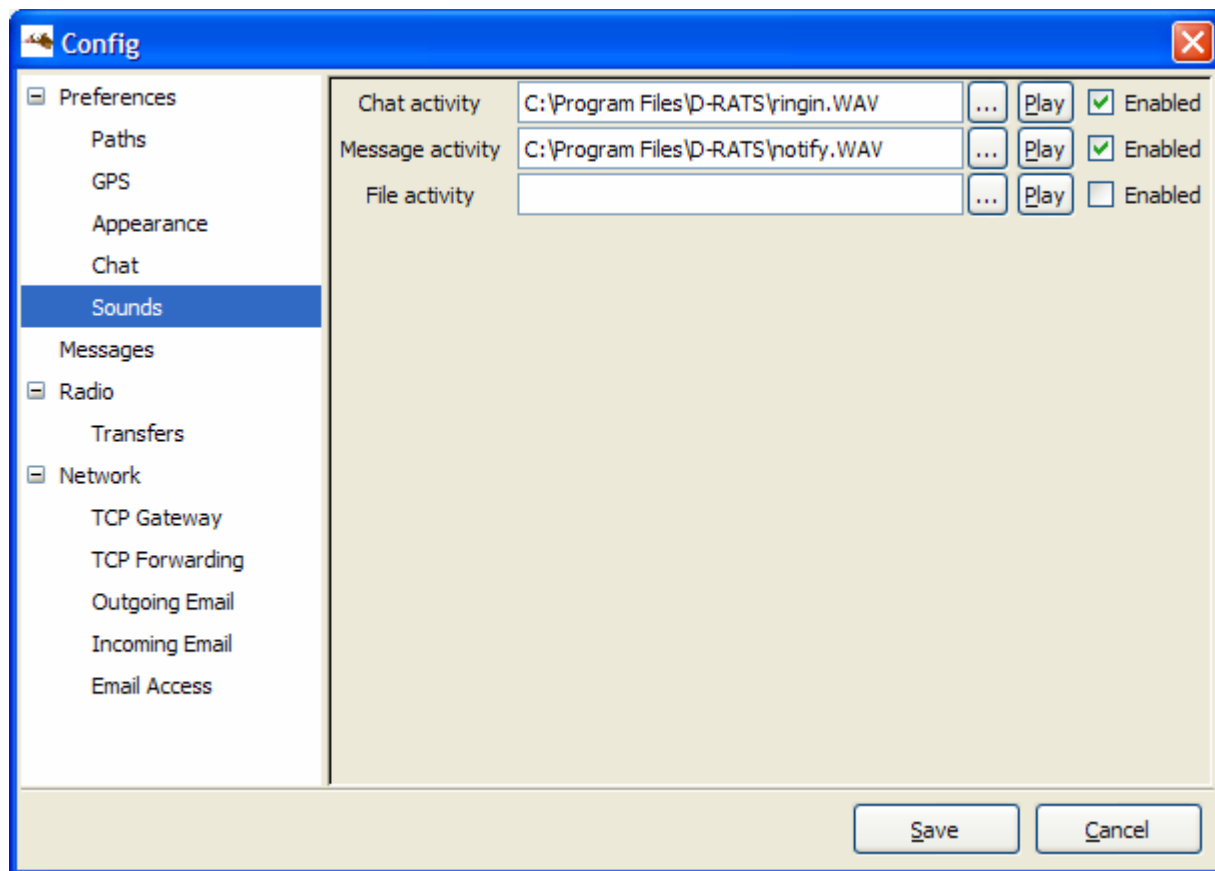 Config
Preferences
Paths
GPS
Appearance
Chat
Sounds
Messages
Radio
Transfers
Network
TCP Gateway
TCP Forwarding
Outgoing Email
Incoming Email
Email Access
Chat activity C:\Program Files\D-RATS\ringin.WAV ... Play Enabled
Message activity C:\Program Files\D-RATS\notify.WAV ... Play Enabled
File activity ... Play Enabled
Save Cancel